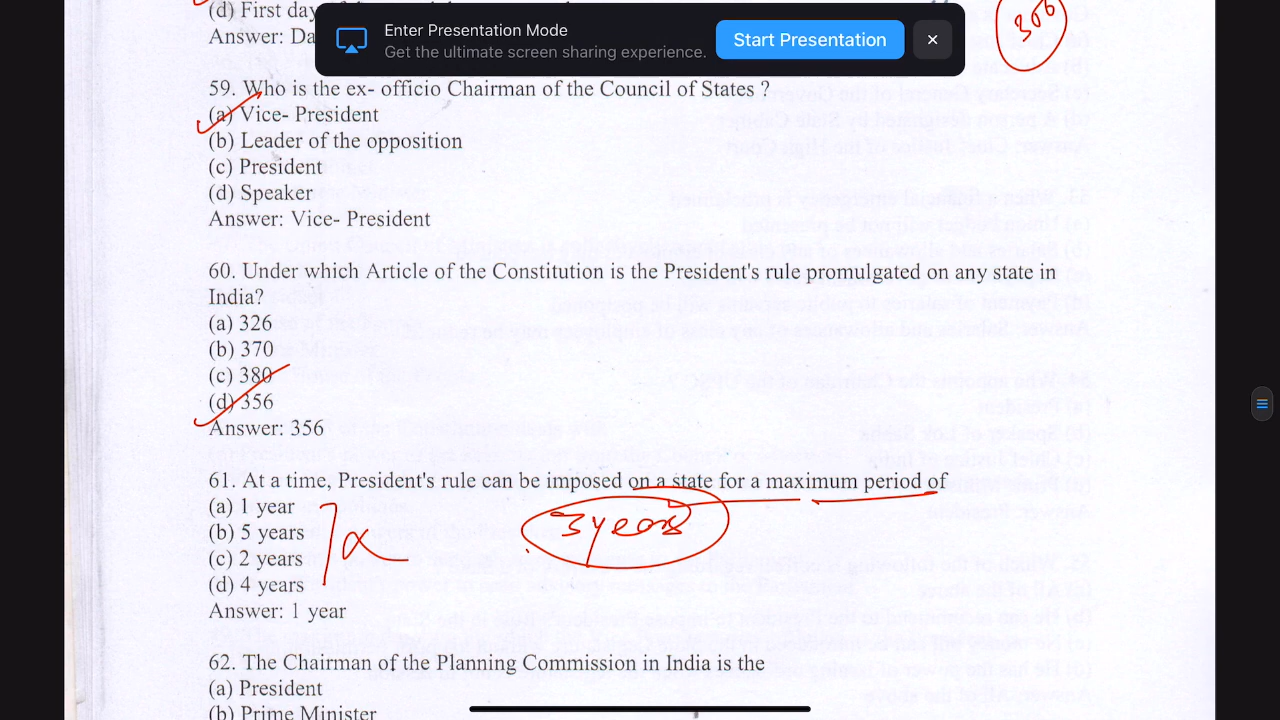 (d) First day
Answer: Da
Enter Presentation Mode
Get the ultimate screen sharing experience.
Start Presentation
59. Who is the ex- officio Chairman of the Council of States ?
(a) Vice- President
(b) Leader of the opposition
(c) President
(d) Speaker
Answer: Vice- President
60. Under which Article of the Constitution is the President's rule promulgated on any state in
India?
(a) 326
(b) 370
(c) 380
(d) 356
Answer: 356
61. At a time, President's rule can be imposed on a state for a maximum period of
(a) 1 year
(b) 5 years
3 years
(c) 2 years
(d) 4 years
Answer: 1 year
62. The Chairman of the Planning Commission in India is the
(a) President
(b) Prime Minister